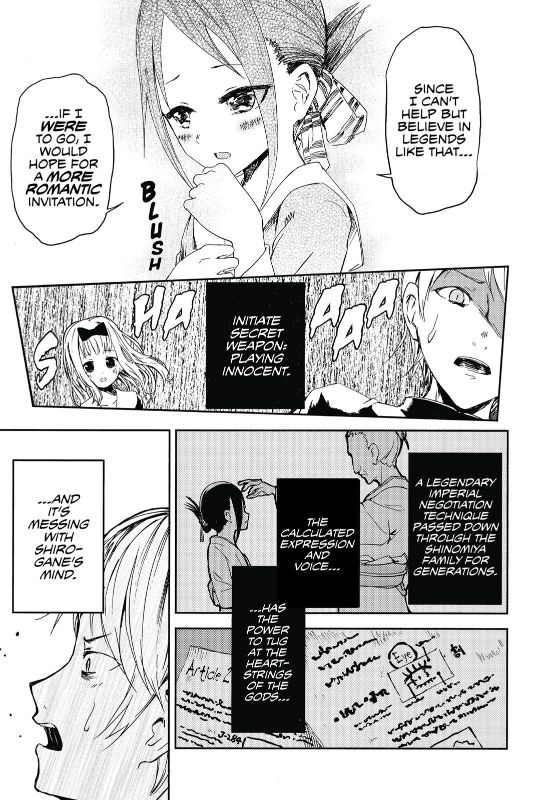 SINCE
I CAN'T
HELP BUT
BELIEVE IN
LEGENDS
LIKE THAT...
...IF I
WERE
TO GO, I
WOULD
HOPE FOR
A MORE
ROMANTIC
INVITATION.
BLUSH
AAA
INITIATE
SECRET
WEAPON:
PLAYING
INNOCENT.
SHA
A LEGENDARY
IMPERIAL
NEGOTIATION
TECHNIQUE
PASSED DOWN
THROUGH THE
SHINOMIYA
FAMILY FOR
GENERATIONS.
THE
CALCULATED
EXPRESSION
AND
VOICE...
...HAS
THE
POWER
TO TUG
AT THE
HEART-
STRINGS
OF THE
GODS...
Article 2
J-284
Eye
...AND
IT'S
MESSING
WITH
SHIRO-
GANE'S
MIND.